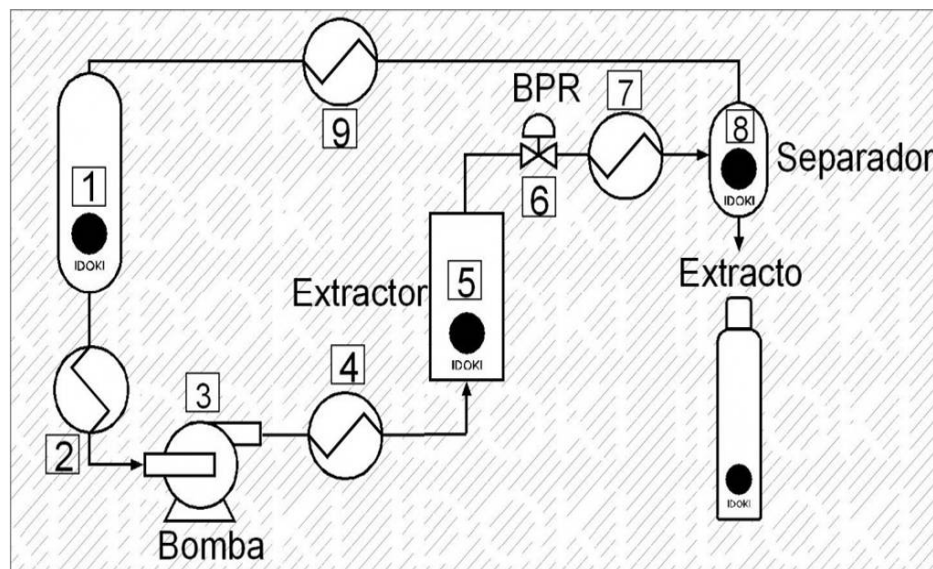 9
BPR
7
1
IDOKI
6
8
IDOKI
Separador
Extractor
5
IDOKI
Extracto
4
3
2
Bomba
IDOKI